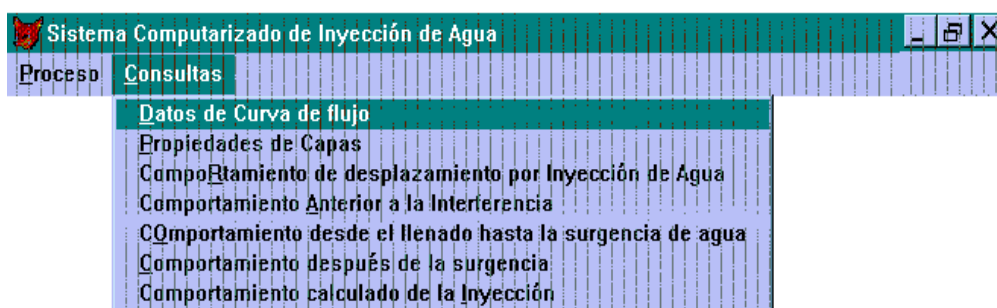 Sistema Computarizado de Inyección de Agua
Proceso Consultas
Datos de Curva de flujo
Propiedades de Capas
CompoRtamiento de desplazamiento por Inyección de Agua
Comportamiento Anterior a la Interferencia
COmportamiento desde el llenado hasta la surgencia de agua
Comportamiento después de la surgencia
Comportamiento calculado de la Inyección